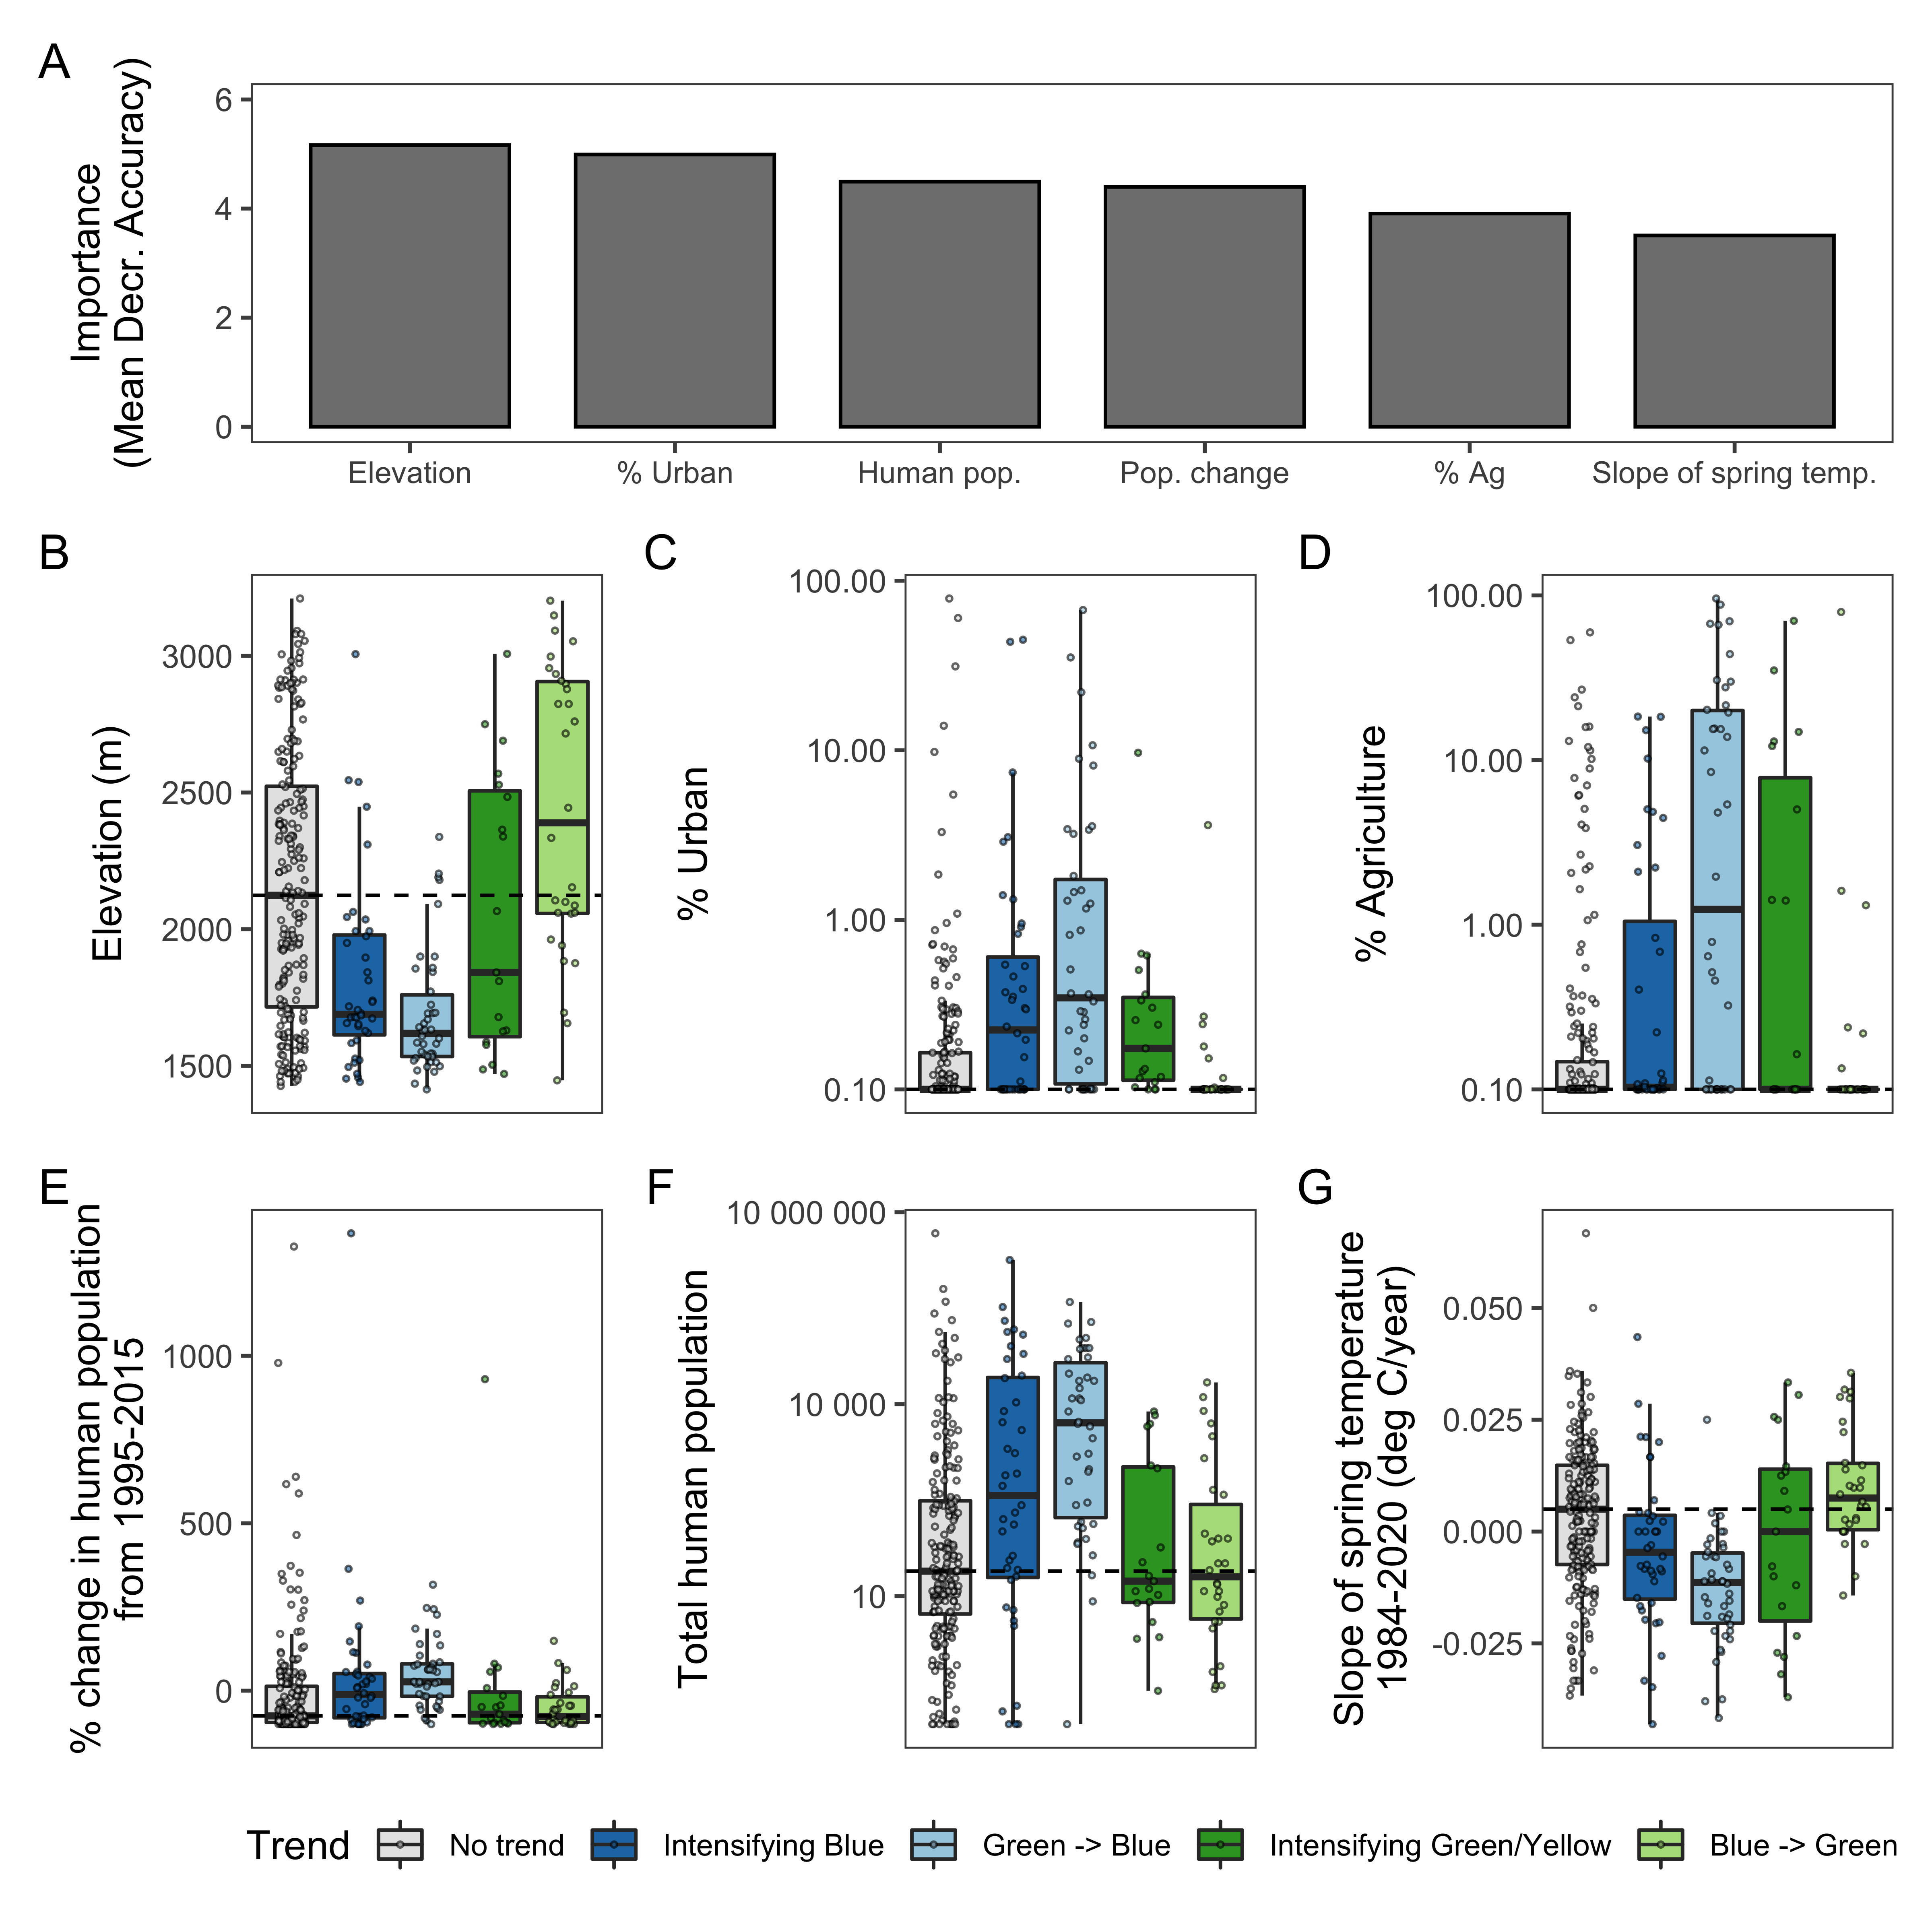 A
Importance
(Mean Decr. Accuracy)
6
4
2
0
Elevation
% Urban
Human pop.
Pop. change
% Ag
Slope of spring temp.
B
Elevation (m)
3000
2500
2000
1500
C
% Urban
100.00
10.00
1.00
0.10
D
% Agriculture
100.00
10.00
1.00
0.10
E
% change in human population
from 1995-2015
1000
500
0
F
Total human population
10 000 000
10 000
10
G
Slope of spring temperature
1984-2020 (deg C/year)
0.050
0.025
0.000
-0.025
Trend
No trend
Intensifying Blue
Green -> Blue
Intensifying Green/Yellow
Blue -> Green